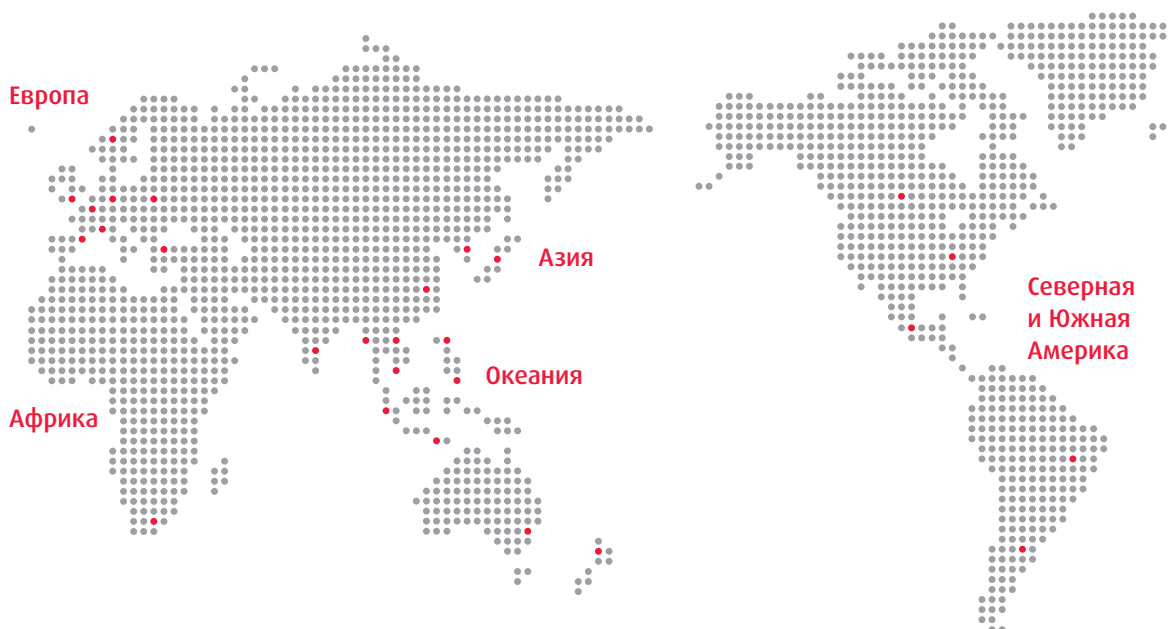 Европа
Азия
Северная
и Южная
Америка
Океания
Африка